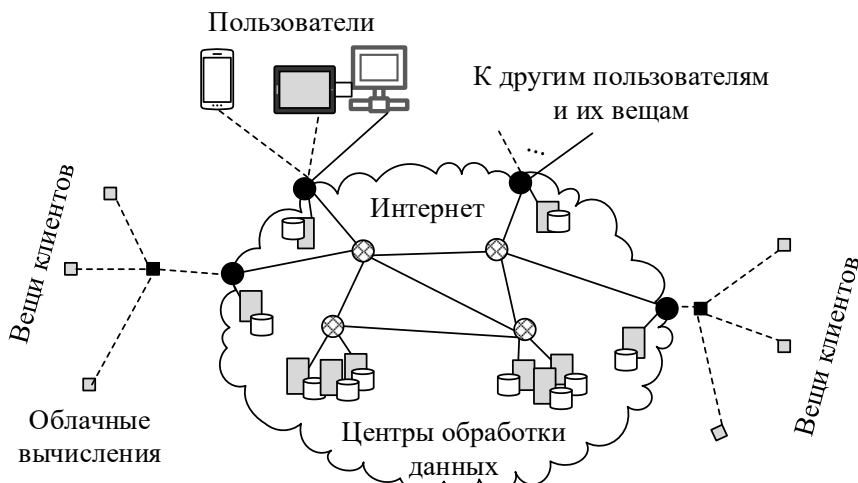 Пользователи
К другим пользователям
и их вещам
...
Интернет
Вещи клиентов
Вещи клиентов
Облачные
вычисления
Центры обработки
данных